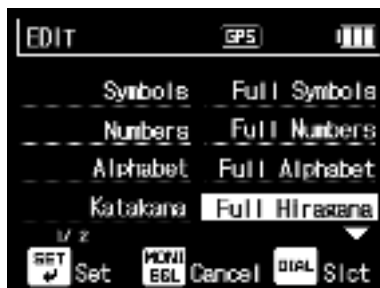 EDIT GPS
Symbols Full Symbols
Numbers Full Numbers
Alphabet Full Alphabet
Katakana Full Hiragana
1/ 2
SET Set MONI Cancel DIAL Slct